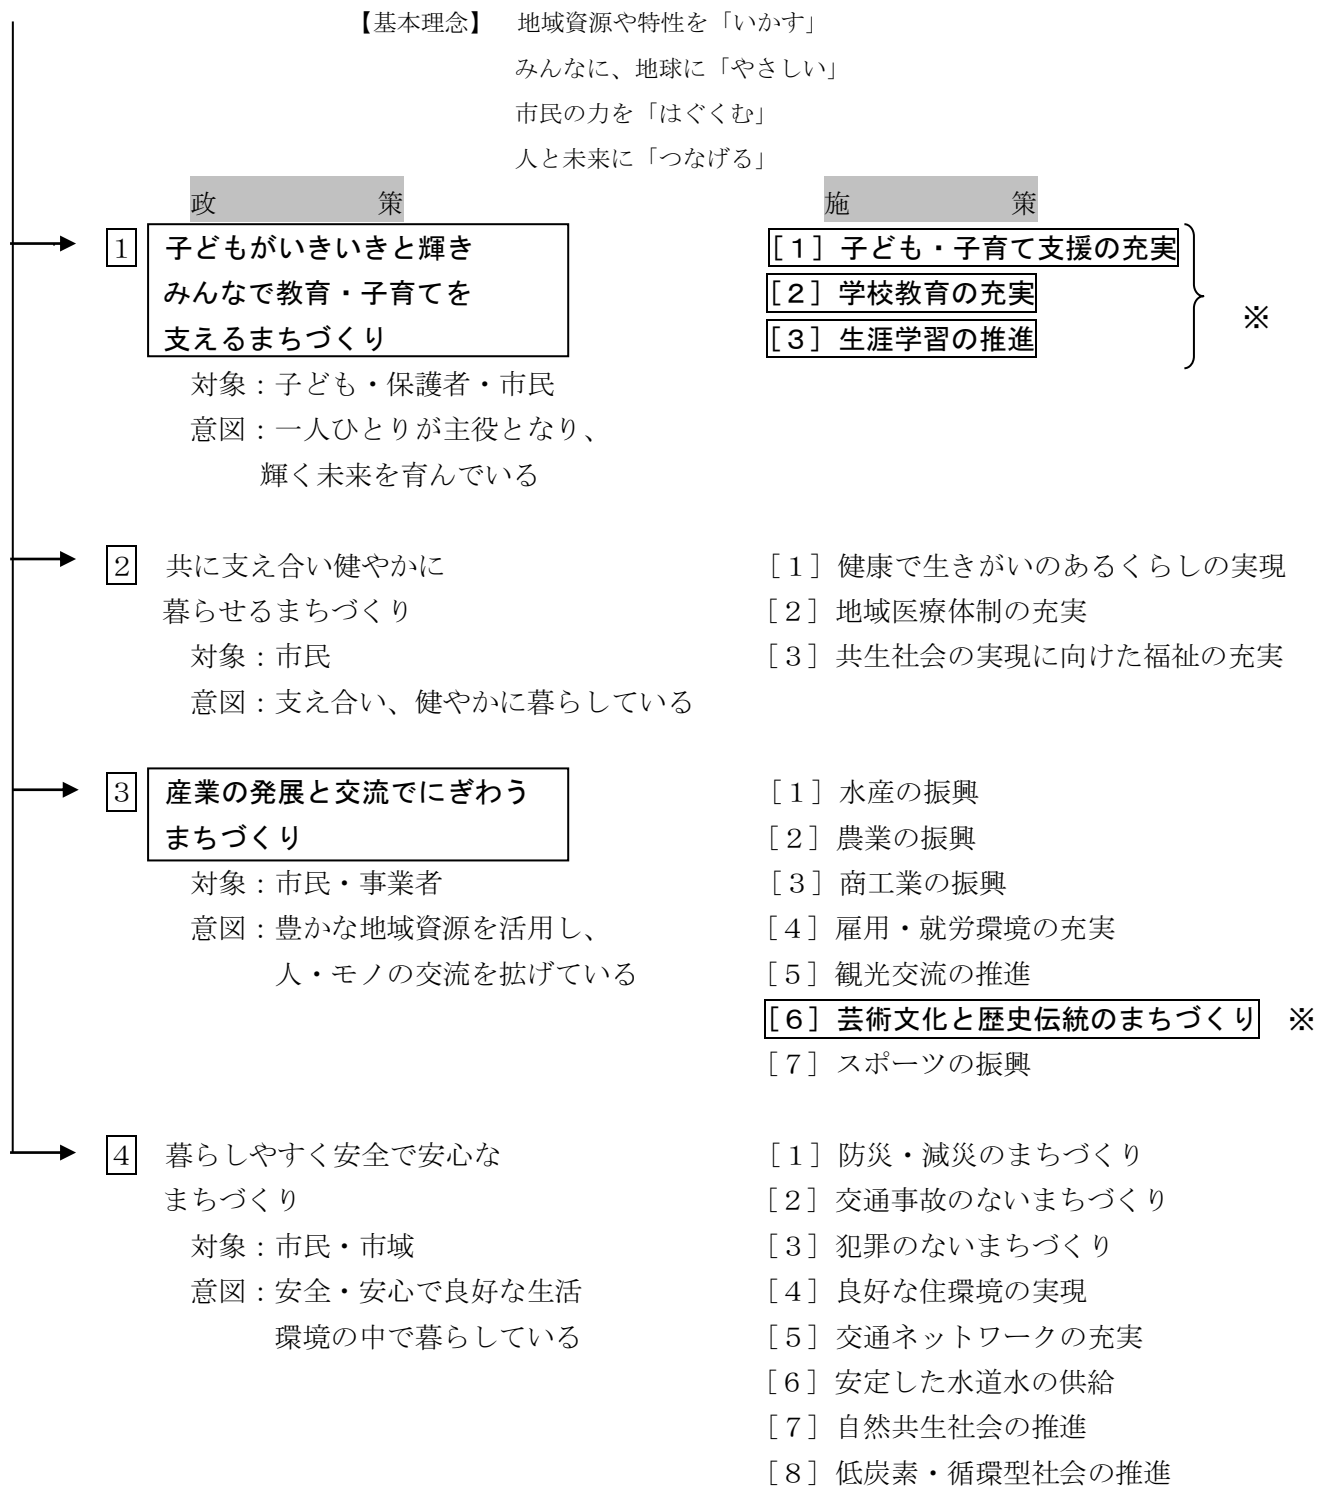 【基本理念】 地域資源や特性を「いかす」
みんなに、地球に「やさしい」
市民の力を「はぐくむ」
人と未来に「つなげる」
政 策
1 子どもがいきいきと輝き
みんなで教育・子育てを
支えるまちづくり
対象：子ども・保護者・市民
意図：一人ひとりが主役となり、
輝く未来を育んでいる
2 共に支え合い健やかに
暮らせるまちづくり
対象：市民
意図：支え合い、健やかに暮らしている
3 産業の発展と交流でにぎわう
まちづくり
対象：市民・事業者
意図：豊かな地域資源を活用し、
人・モノの交流を拡げている
4 暮らしやすく安全で安心な
まちづくり
対象：市民・市域
意図：安全・安心で良好な生活
環境の中で暮らしている
施 策
［１］子ども・子育て支援の充実
［２］学校教育の充実
［３］生涯学習の推進
※
［１］健康で生きがいのあるくらしの実現
［２］地域医療体制の充実
［３］共生社会の実現に向けた福祉の充実
［１］水産の振興
［２］農業の振興
［３］商工業の振興
［４］雇用・就労環境の充実
［５］観光交流の推進
［６］芸術文化と歴史伝統のまちづくり ※
［７］スポーツの振興
［１］防災・減災のまちづくり
［２］交通事故のないまちづくり
［３］犯罪のないまちづくり
［４］良好な住環境の実現
［５］交通ネットワークの充実
［６］安定した水道水の供給
［７］自然共生社会の推進
［８］低炭素・循環型社会の推進